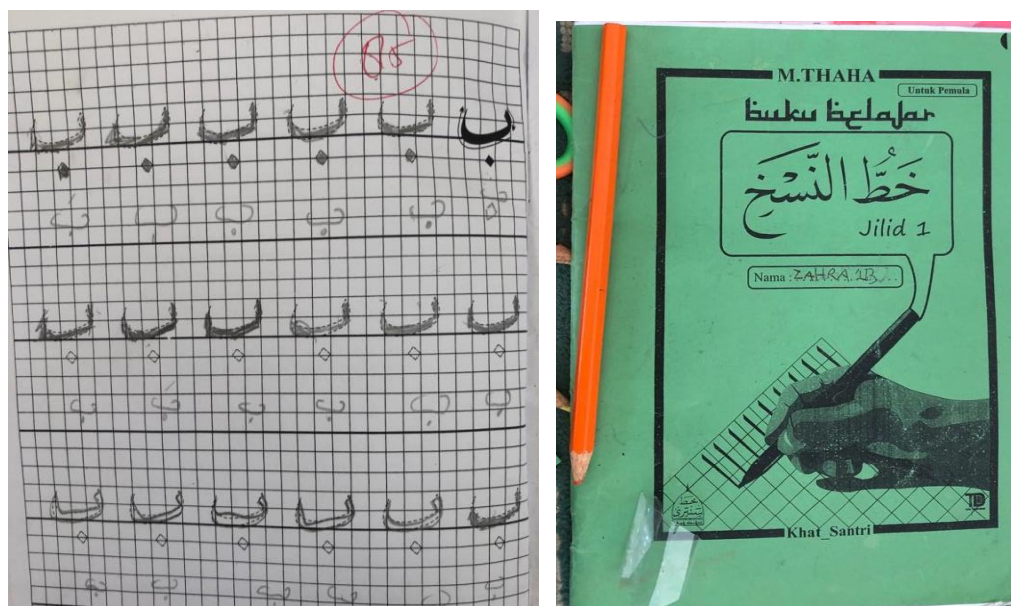 85
ب ب ب ب ب ب
ب ب ب ب ب ب
ب ب ب ب ب ب
ب ب ب ب ب ب
ب ب ب ب ب ب
ب ب ب ب ب ب
M.THAHA
Untuk Pemula
buku belajar
خَطُّ النَّسْخِ
Jilid 1
Nama : ZAHRA 1B
Khat_Santri